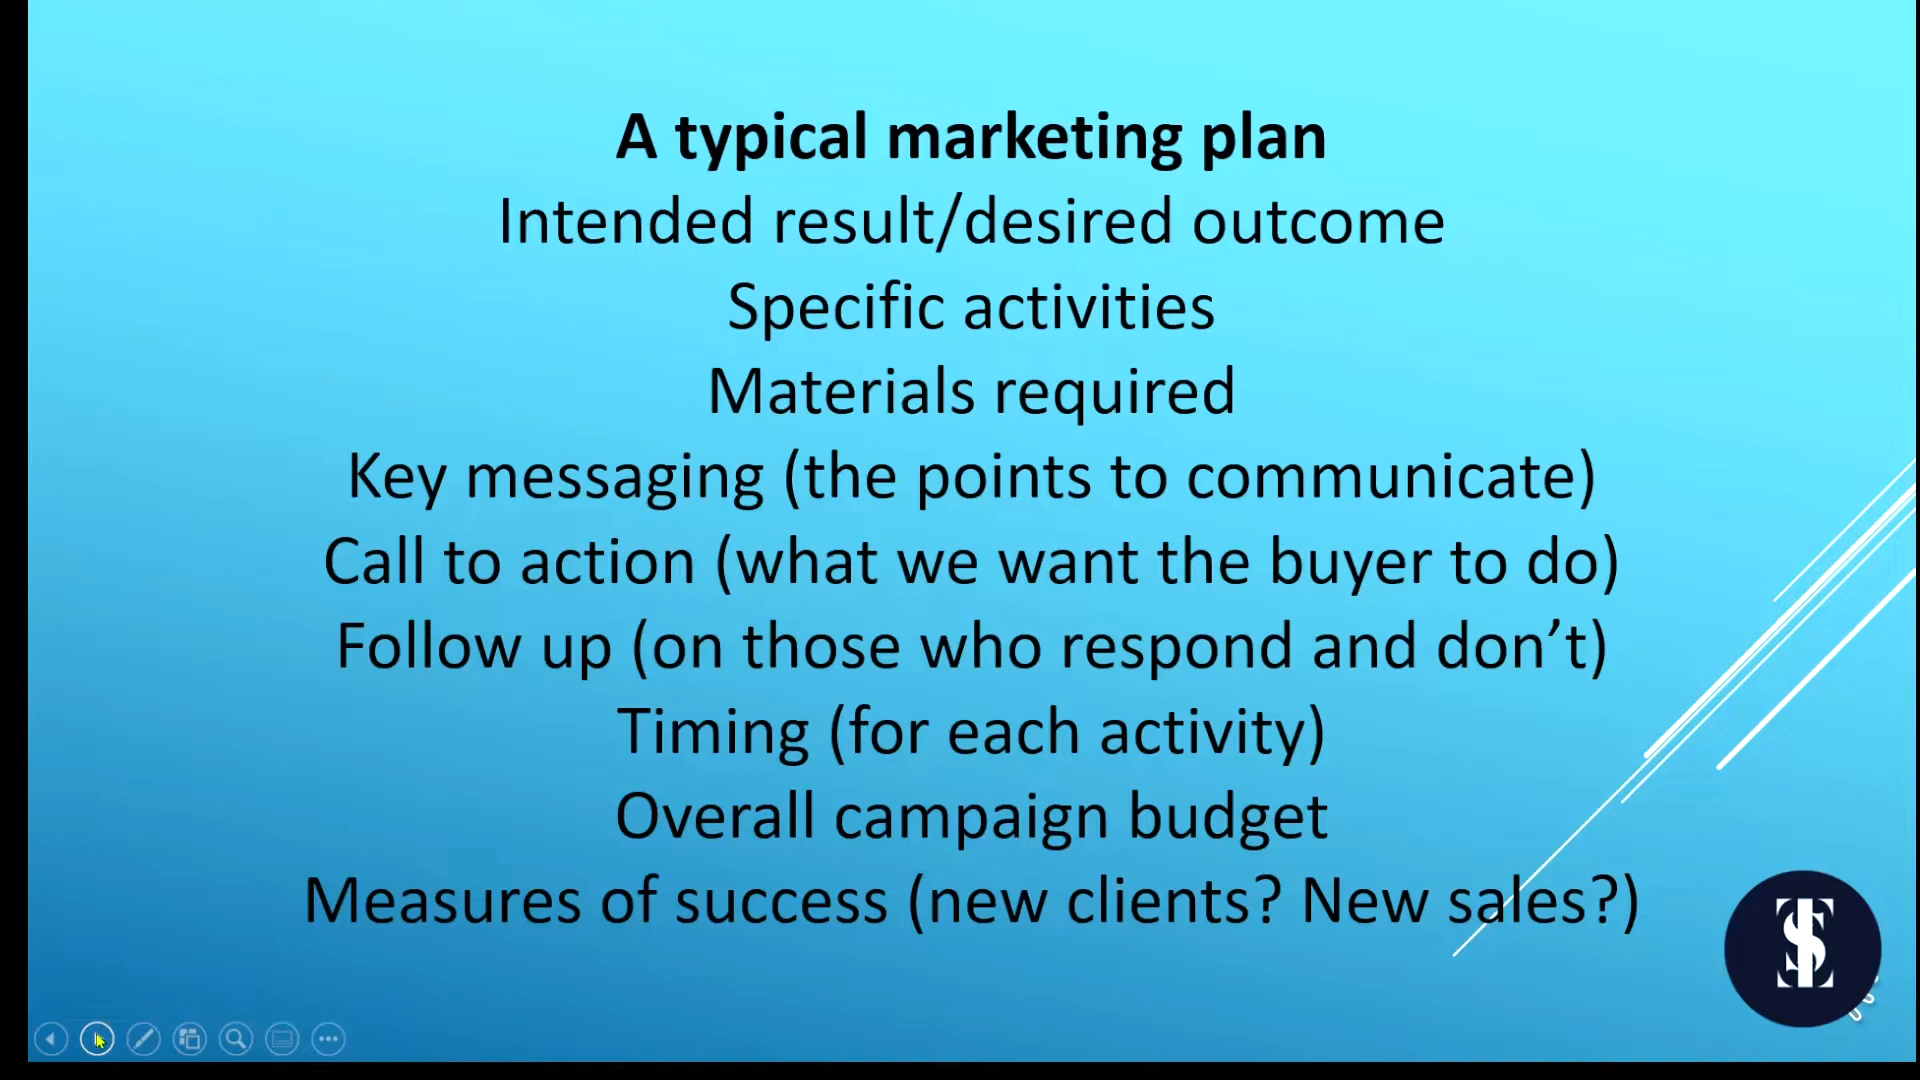 A typical marketing plan
Intended result/desired outcome
Specific activities
Materials required
Key messaging (the points to communicate)
Call to action (what we want the buyer to do)
Follow up (on those who respond and don’t)
Timing (for each activity)
Overall campaign budget
Measures of success (new clients? New sales?)